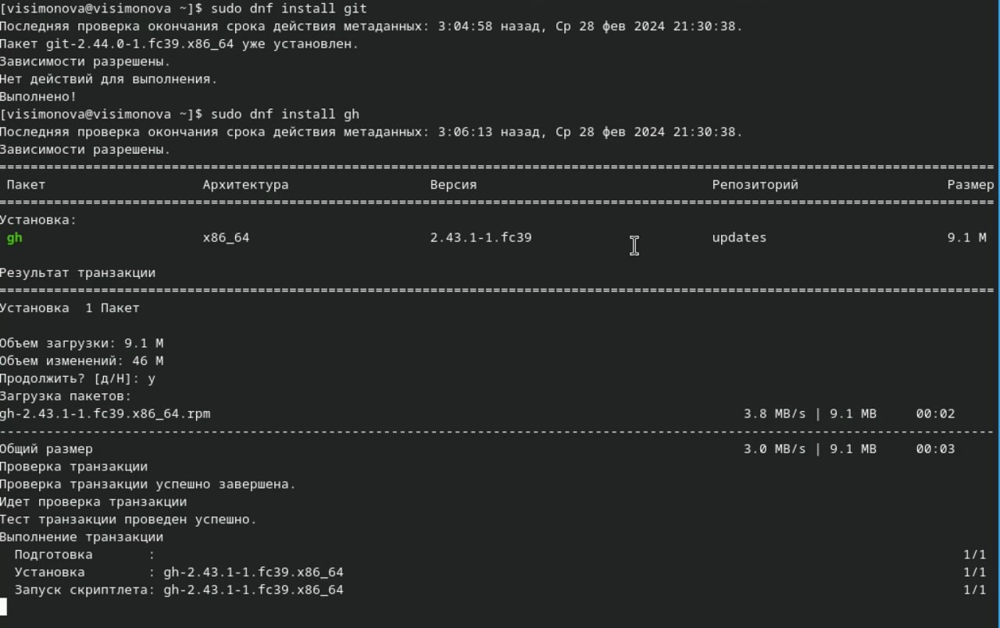 [visimonova@visimonova ~]$ sudo dnf install git
Последняя проверка окончания срока действия метаданных: 3:04:58 назад, Ср 28 фев 2024 21:30:38.
Пакет git-2.44.0-1.fc39.x86_64 уже установлен.
Зависимости разрешены.
Нет действий для выполнения.
Выполнено!
[visimonova@visimonova ~]$ sudo dnf install gh
Последняя проверка окончания срока действия метаданных: 3:06:13 назад, Ср 28 фев 2024 21:30:38.
Зависимости разрешены.
================================================================================================================================
Пакет Архитектура Версия Репозиторий Размер
================================================================================================================================
Установка:
gh x86_64 2.43.1-1.fc39 updates 9.1 M
Результат транзакции
================================================================================================================================
Установка  1 Пакет
Объем загрузки: 9.1 M
Объем изменений: 46 M
Продолжить? [д/Н]: y
Загрузка пакетов:
gh-2.43.1-1.fc39.x86_64.rpm 3.8 MB/s | 9.1 MB 00:02
--------------------------------------------------------------------------------------------------------------------------------
Общий размер 3.0 MB/s | 9.1 MB 00:03
Проверка транзакции
Проверка транзакции успешно завершена.
Идет проверка транзакции
Тест транзакции проведен успешно.
Выполнение транзакции
Подготовка : 1/1
Установка : gh-2.43.1-1.fc39.x86_64 1/1
Запуск скриптлета: gh-2.43.1-1.fc39.x86_64 1/1